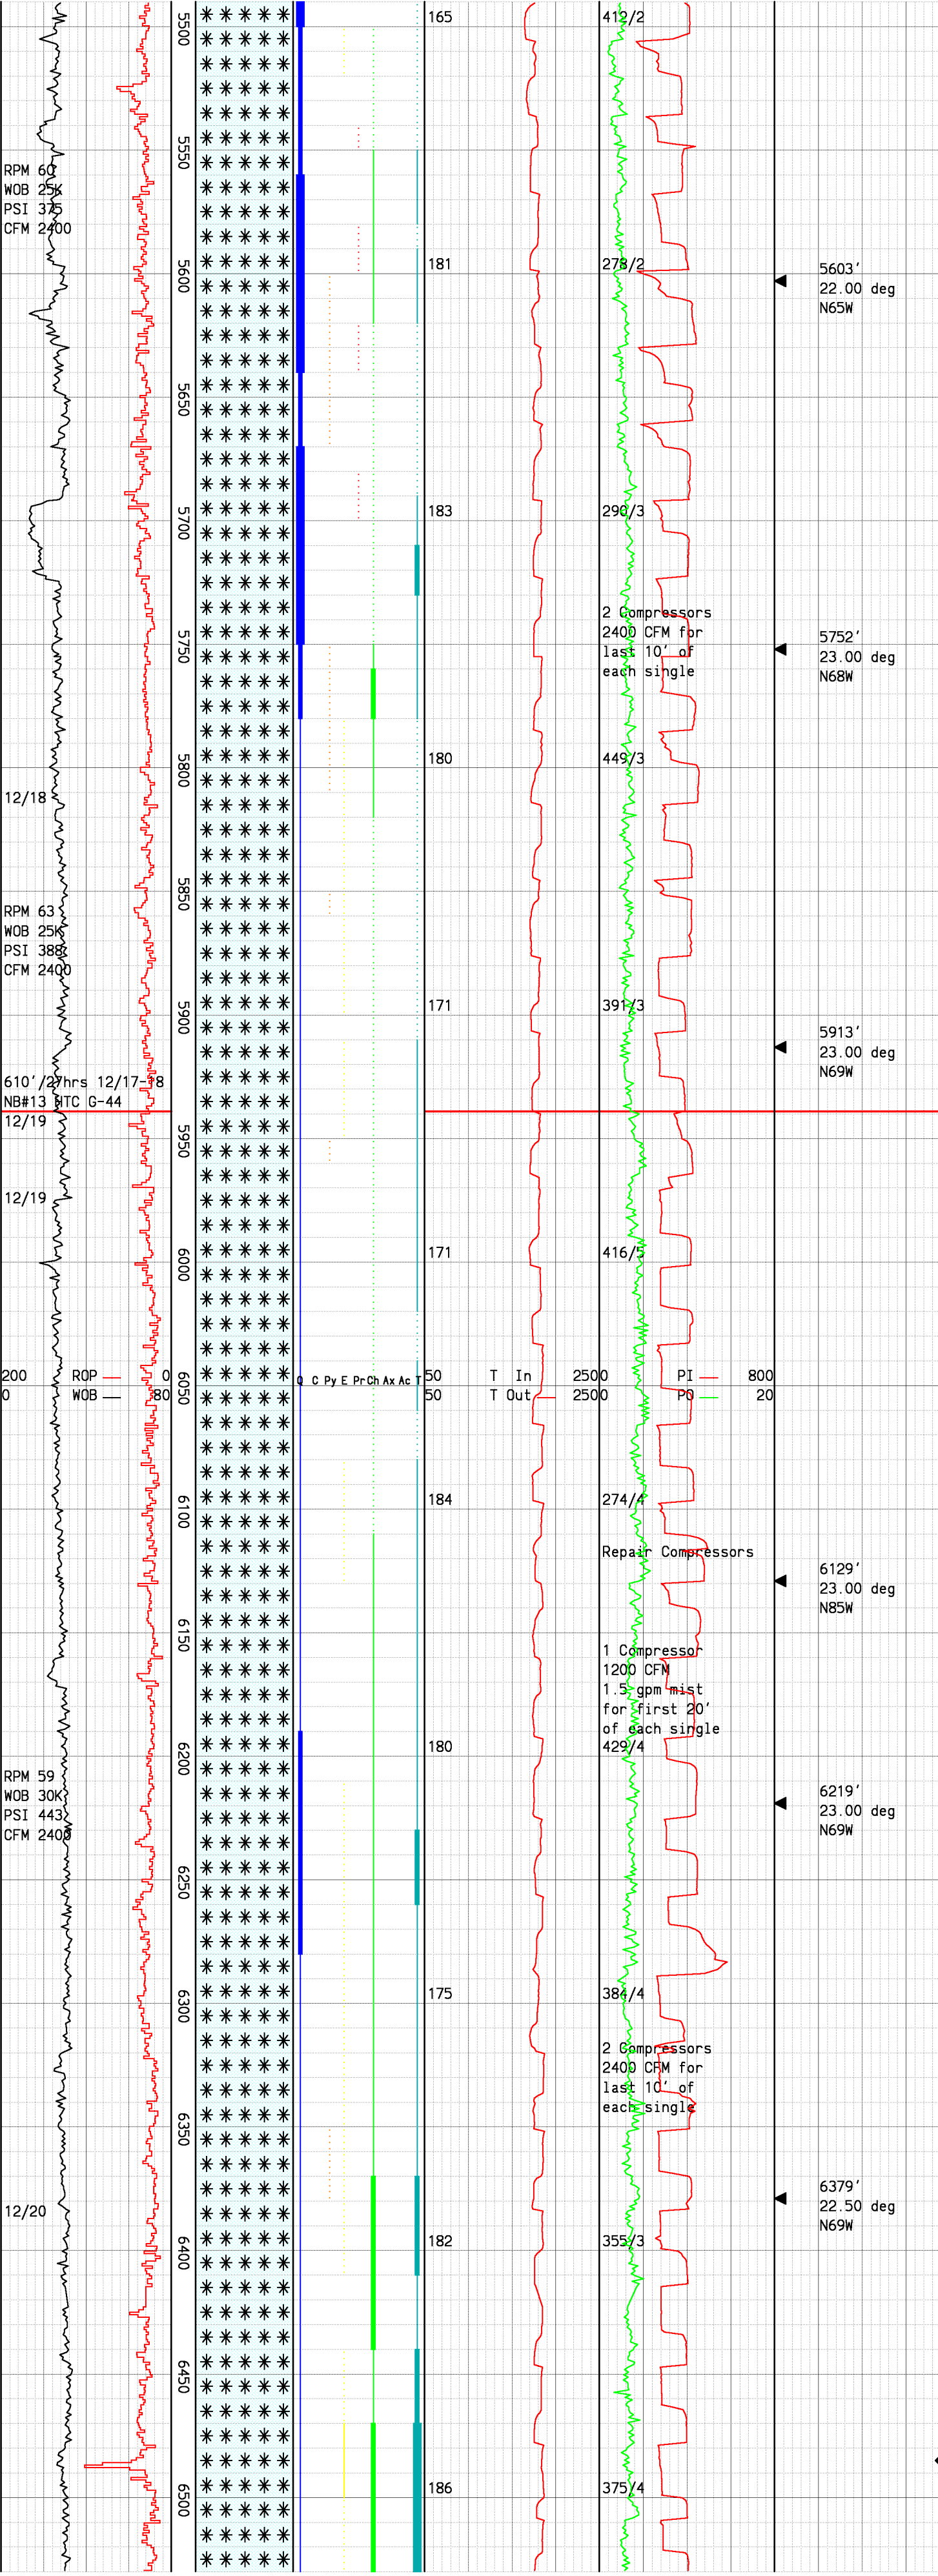 165
412/2
5500
5550
RPM 60
WOB 25K
PSI 375
CFM 2400
181
278/2
5600
5603'
22.00 deg
N65W
5650
183
290/3
5700
2 Compressors
2400 CFM for
last 10' of
each single
5750
5752'
23.00 deg
N68W
180
449/3
5800
12/18
5850
RPM 63
WOB 25K
PSI 388
CFM 2400
171
391/3
5900
5913'
23.00 deg
N69W
610'/27hrs 12/17-18
NB#13 HTC G-44
12/19
5950
12/19
171
416/5
6000
200 ROP 0
0 WOB 80
6050
Q C Py E Pr Ch Ax Ac T
50 T In 250
50 T Out 250
0 PI 800
0 PO 20
184
274/4
6100
Repair Compressors
6129'
23.00 deg
N85W
6150
1 Compressor
1200 CFM
1.5 gpm mist
for first 20'
of each single
180
429/4
6200
RPM 59
WOB 30K
PSI 443
CFM 2400
6219'
23.00 deg
N69W
6250
175
384/4
6300
2 Compressors
2400 CFM for
last 10' of
each single
6350
6379'
22.50 deg
N69W
12/20
182
355/3
6400
6450
186
375/4
6500